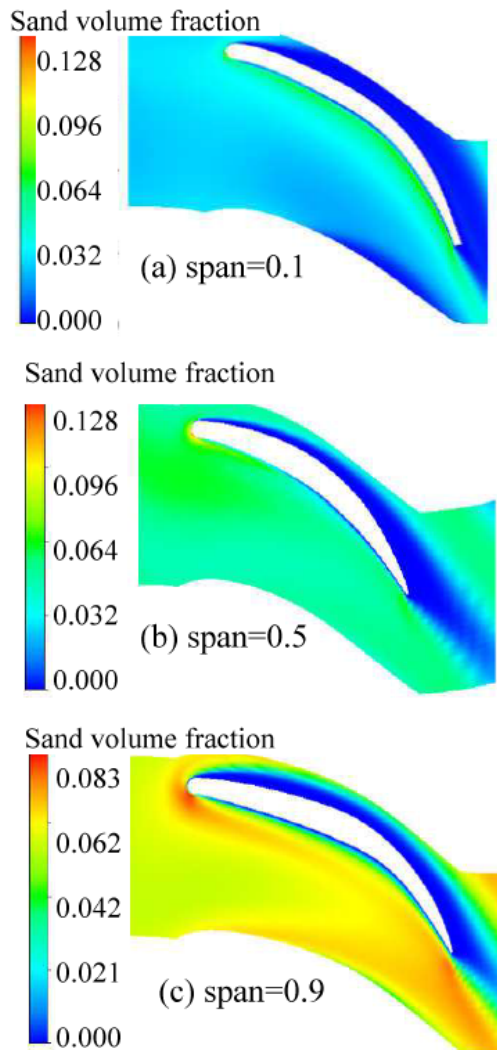 Sand volume fraction
0.128
0.096
0.064
0.032
0.000
(a) span=0.1
Sand volume fraction
0.128
0.096
0.064
0.032
0.000
(b) span=0.5
Sand volume fraction
0.083
0.062
0.042
0.021
0.000
(c) span=0.9